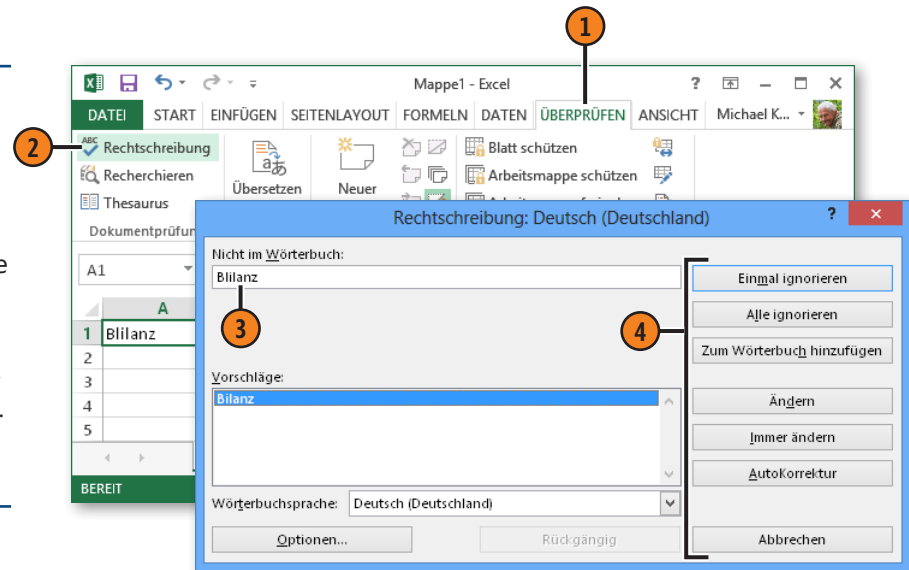 1
Mappe1 - Excel
DATEI START EINFÜGEN SEITENLAYOUT FORMELN DATEN ÜBERPRÜFEN ANSICHT Michael K...
2
ABC Rechtschreibung
Recherchieren
Thesaurus
Dokumentprüfun
Übersetzen
Neuer
Blatt schützen
Arbeitsmappe schützen
e
.
A1
A
1 Blilanz
2
3
4
5
BEREIT
Rechtschreibung: Deutsch (Deutschland) ?
Nicht im Wörterbuch:
Blilanz
3
4
Vorschläge:
Bilanz
Wörterbuchsprache: Deutsch (Deutschland)
Optionen...
Rückgängig
Einmal ignorieren
Alle ignorieren
Zum Wörterbuch hinzufügen
Ändern
Immer ändern
AutoKorrektur
Abbrechen